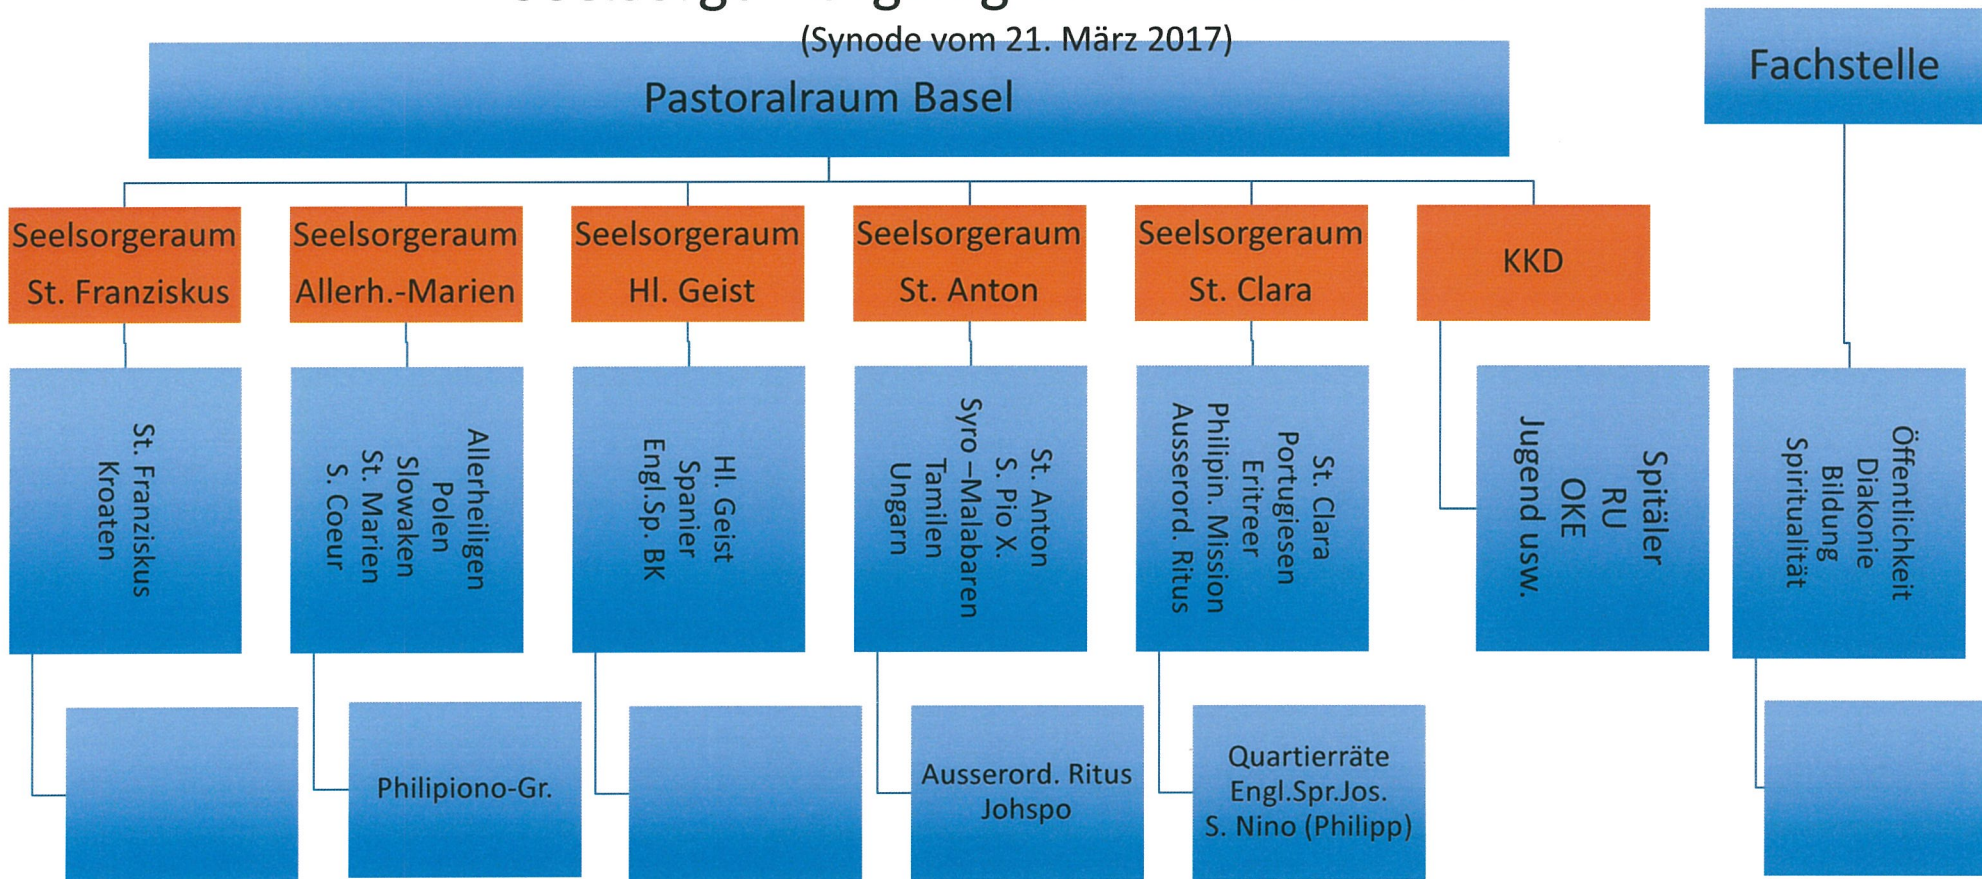 (Synode vom 21. März 2017)
Pastoralraum Basel
Fachstelle
Seelsorgeraum
St. Franziskus
Seelsorgeraum
Allerh.-Marien
Seelsorgeraum
Hl. Geist
Seelsorgeraum
St. Anton
Seelsorgeraum
St. Clara
KKD
St. Franziskus
Kroaten
Allerheiligen
Polen
Slowaken
St. Marien
S. Coeur
Hl. Geist
Spanier
Engl.Sp. BK
St. Anton
S. Pio X.
Syro –Malabaren
Tamilen
Ungarn
St. Clara
Portugiesen
Eritreer
Philipin. Mission
Ausserord. Ritus
Spitäler
RU
OKE
Jugend usw.
Öffentlichkeit
Diakonie
Bildung
Spiritualität
Philipiono-Gr.
Ausserord. Ritus
Johspo
Quartierräte
Engl.Spr.Jos.
S. Nino (Philipp)